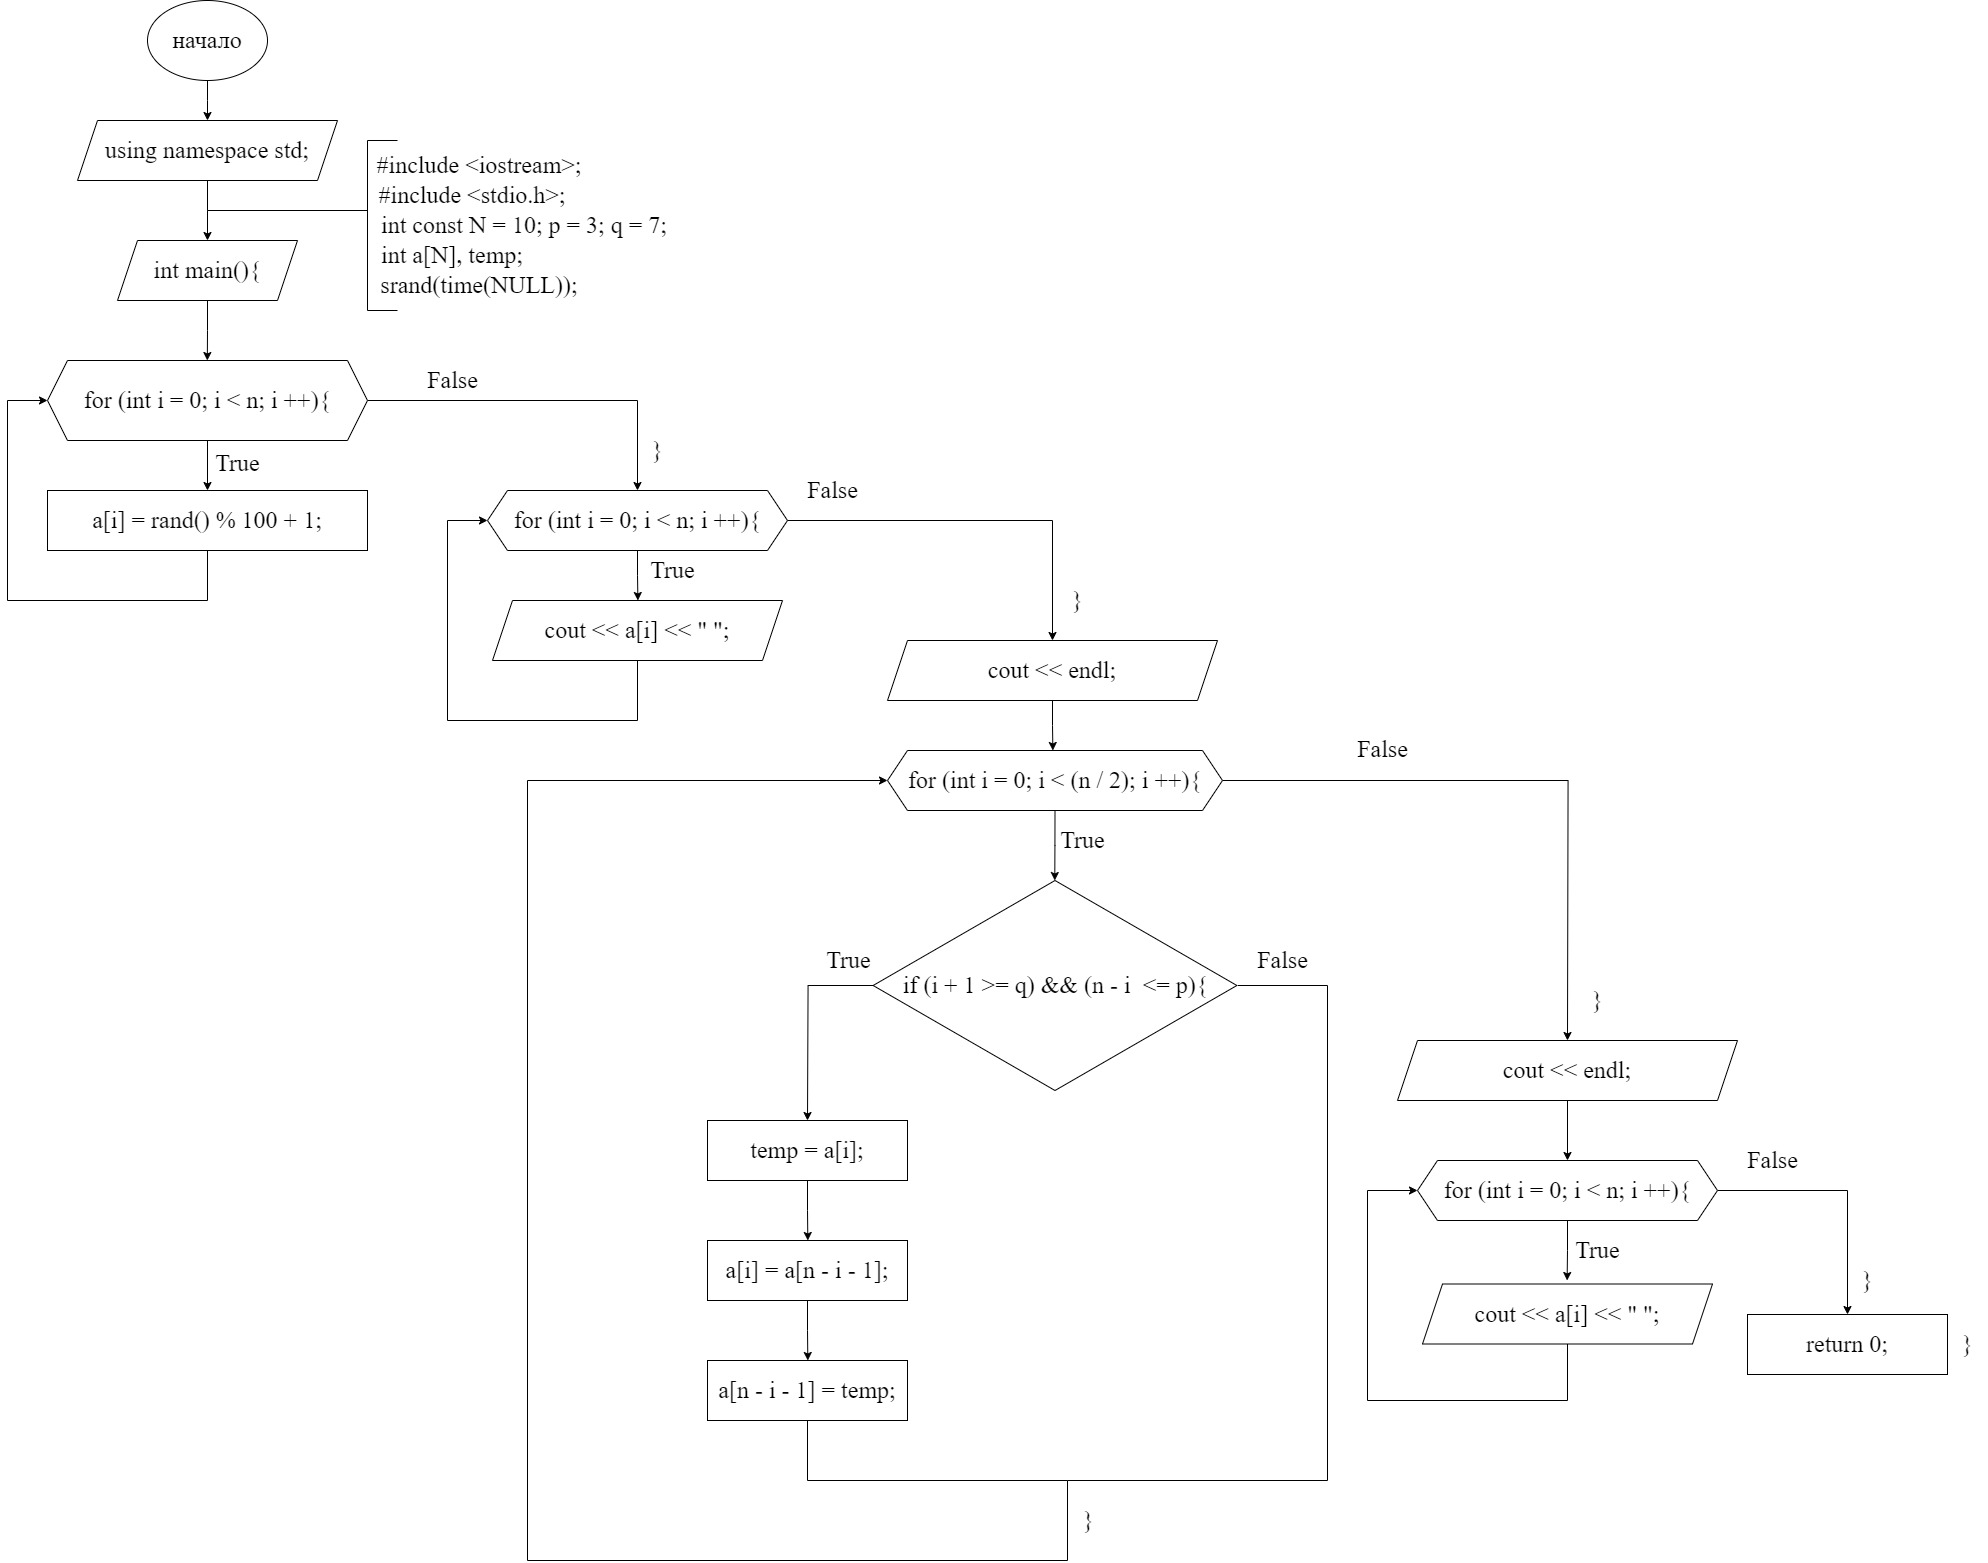 начало
using namespace std;
#include <iostream>;
#include <stdio.h>;
int const N = 10; p = 3; q = 7;
int a[N], temp;
srand(time(NULL));
int main(){
for (int i = 0; i < n; i ++){
False
True
}
a[i] = rand() % 100 + 1;
for (int i = 0; i < n; i ++){
False
True
}
cout << a[i] << " ";
cout << endl;
for (int i = 0; i < (n / 2); i ++){
False
True
if (i + 1 >= q) && (n - i  <= p){
True
False
}
temp = a[i];
a[i] = a[n - i - 1];
a[n - i - 1] = temp;
}
cout << endl;
for (int i = 0; i < n; i ++){
False
True
}
cout << a[i] << " ";
return 0;
}